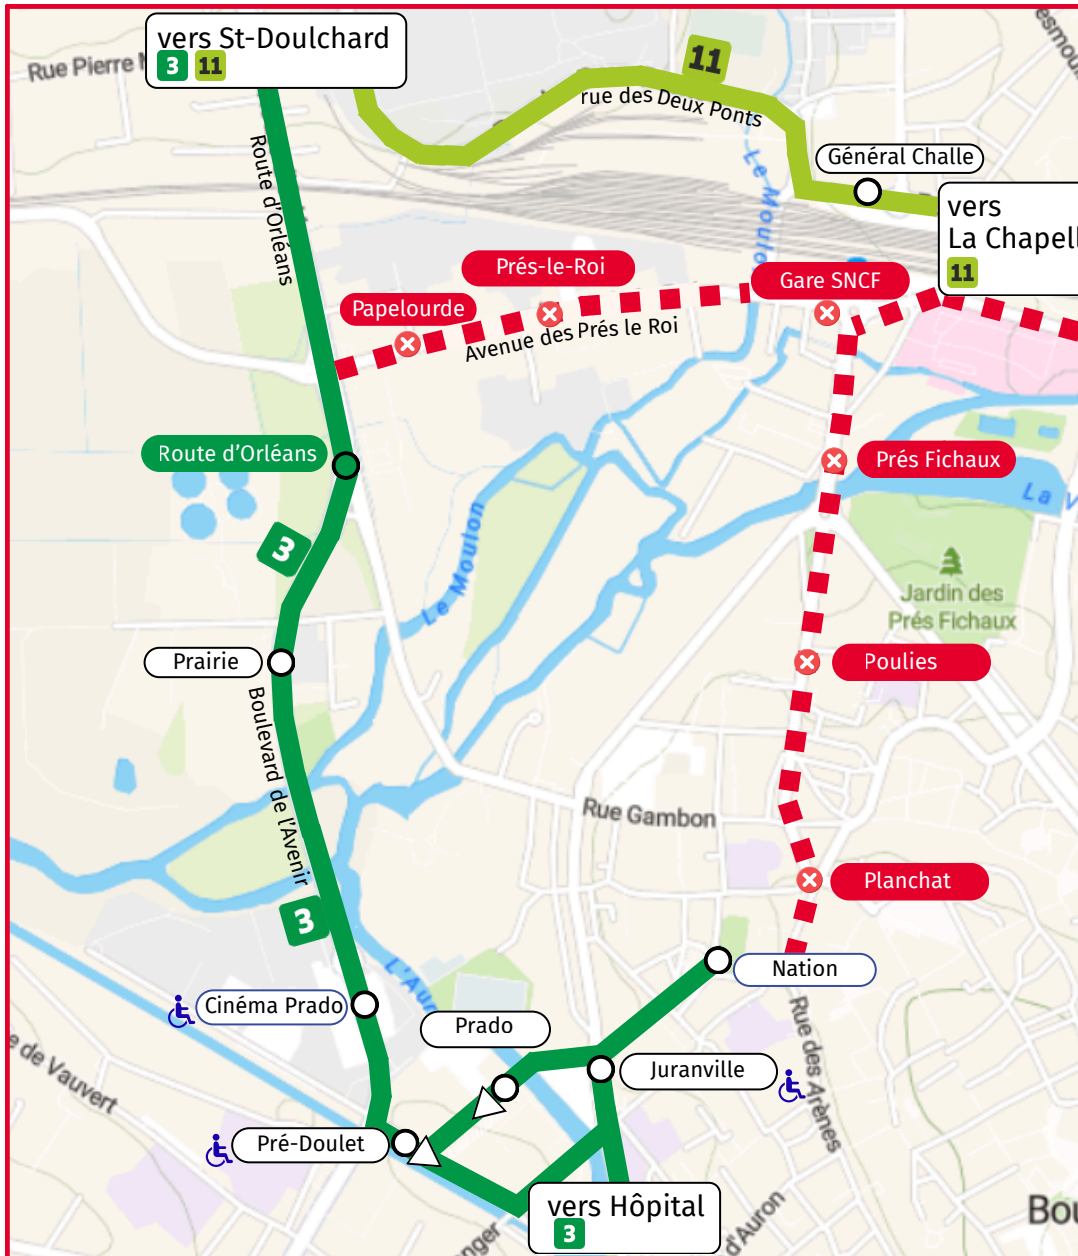 esmou
vers St-Doulchard
3 11
Rue Pierre
11
rue des Deux Ponts
Route d'Orléans
Le Moulon
Général Challe
vers
La Chapell
11
Prés-le-Roi
Gare SNCF
Papelourde
Avenue des Prés le Roi
Route d'Orléans
Prés Fichaux
La V
3
Le Moulon
Jardin des
Prés Fichaux
Prairie
Poulies
Boulevard de l'Avenir
Rue Gambon
Planchat
3
L'Auron
Nation
Cinéma Prado
Prado
Rue des Arènes
e de Vauvert
Juranville
Pré-Doulet
vers Hôpital
3
d'Auron
anger
Bou